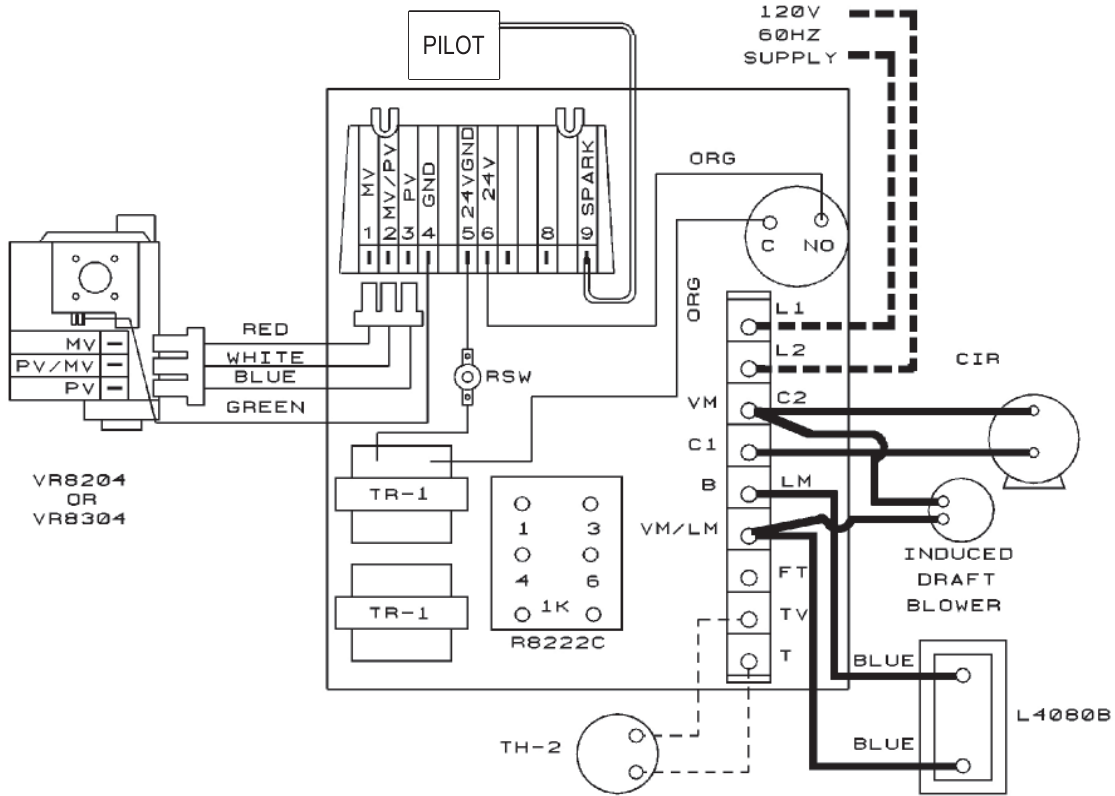 PILOT
120V
60HZ
SUPPLY
ORG
1 MV
2 MV/PV
3 PV
4 GND
5 24VGND
6 24V
8
9 SPARK
C NO
ORG
L1
L2
VM C2
C1
B LM
VM/LM
FT
TV
T
CIR
INDUCED
DRAFT
BLOWER
MV
PV/MV
PV
RED
WHITE
BLUE
GREEN
RSW
VR8204
OR
VR8304
TR-1
TR-1
1 3
4 6
1K
R8222C
BLUE
L4080B
BLUE
TH-2